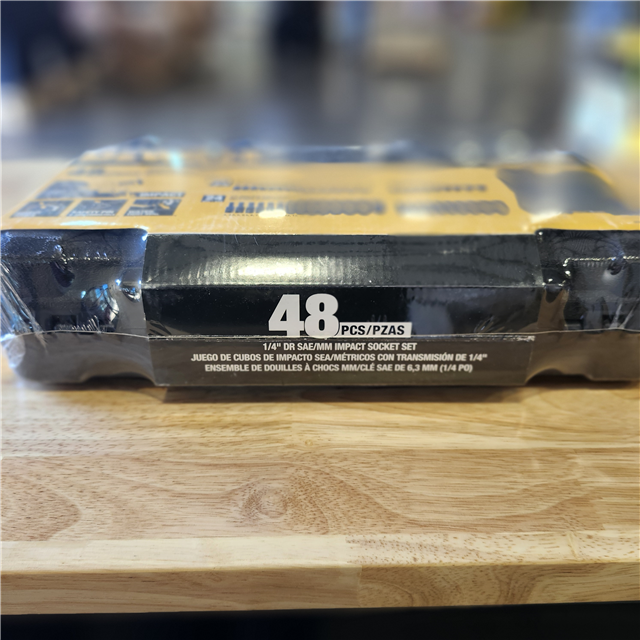 48 PCS/PZAS
1/4" DR SAE/MM IMPACT SOCKET SET
JUEGO DE CUBOS DE IMPACTO SEA/MÉTRICOS CON TRANSMISIÓN DE 1/4"
ENSEMBLE DE DOUILLES À CHOCS MM/CLÉ SAE DE 6,3 MM (1/4 PO)